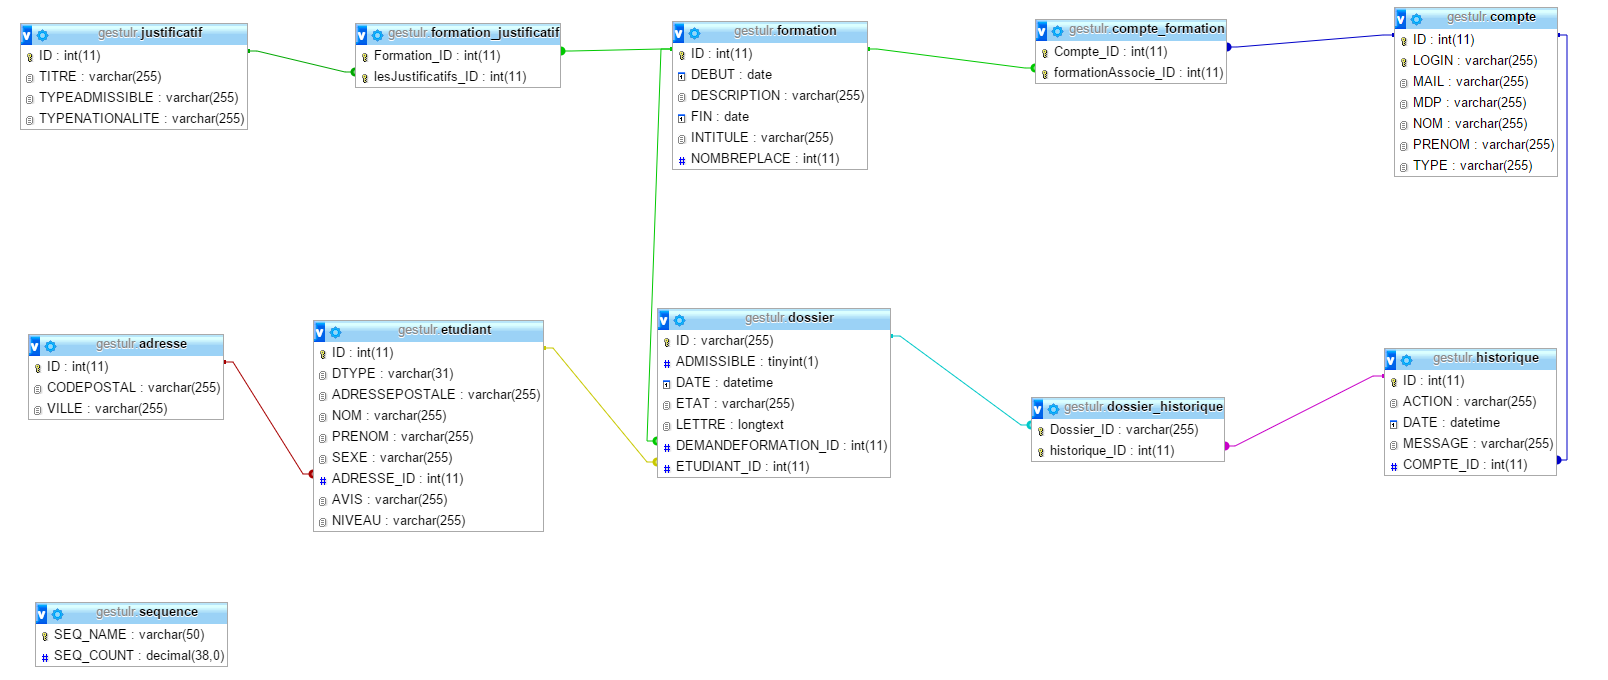 gestulr.justificatif
ID : int(11)
TITRE : varchar(255)
TYPEADMISSIBLE : varchar(255)
TYPENATIONALITE : varchar(255)
gestulr.formation_justificatif
Formation_ID : int(11)
lesJustificatifs_ID : int(11)
gestulr.formation
ID : int(11)
DEBUT : date
DESCRIPTION : varchar(255)
FIN : date
INTITULE : varchar(255)
NOMBREPLACE : int(11)
gestulr.compte_formation
Compte_ID : int(11)
formationAssocie_ID : int(11)
gestulr.compte
ID : int(11)
LOGIN : varchar(255)
MAIL : varchar(255)
MDP : varchar(255)
NOM : varchar(255)
PRENOM : varchar(255)
TYPE : varchar(255)
gestulr.adresse
ID : int(11)
CODEPOSTAL : varchar(255)
VILLE : varchar(255)
gestulr.etudiant
ID : int(11)
DTYPE : varchar(31)
ADRESSEPOSTALE : varchar(255)
NOM : varchar(255)
PRENOM : varchar(255)
SEXE : varchar(255)
ADRESSE_ID : int(11)
AVIS : varchar(255)
NIVEAU : varchar(255)
gestulr.dossier
ID : varchar(255)
ADMISSIBLE : tinyint(1)
DATE : datetime
ETAT : varchar(255)
LETTRE : longtext
DEMANDEFORMATION_ID : int(11)
ETUDIANT_ID : int(11)
gestulr.dossier_historique
Dossier_ID : varchar(255)
historique_ID : int(11)
gestulr.historique
ID : int(11)
ACTION : varchar(255)
DATE : datetime
MESSAGE : varchar(255)
COMPTE_ID : int(11)
gestulr.sequence
SEQ_NAME : varchar(50)
SEQ_COUNT : decimal(38,0)